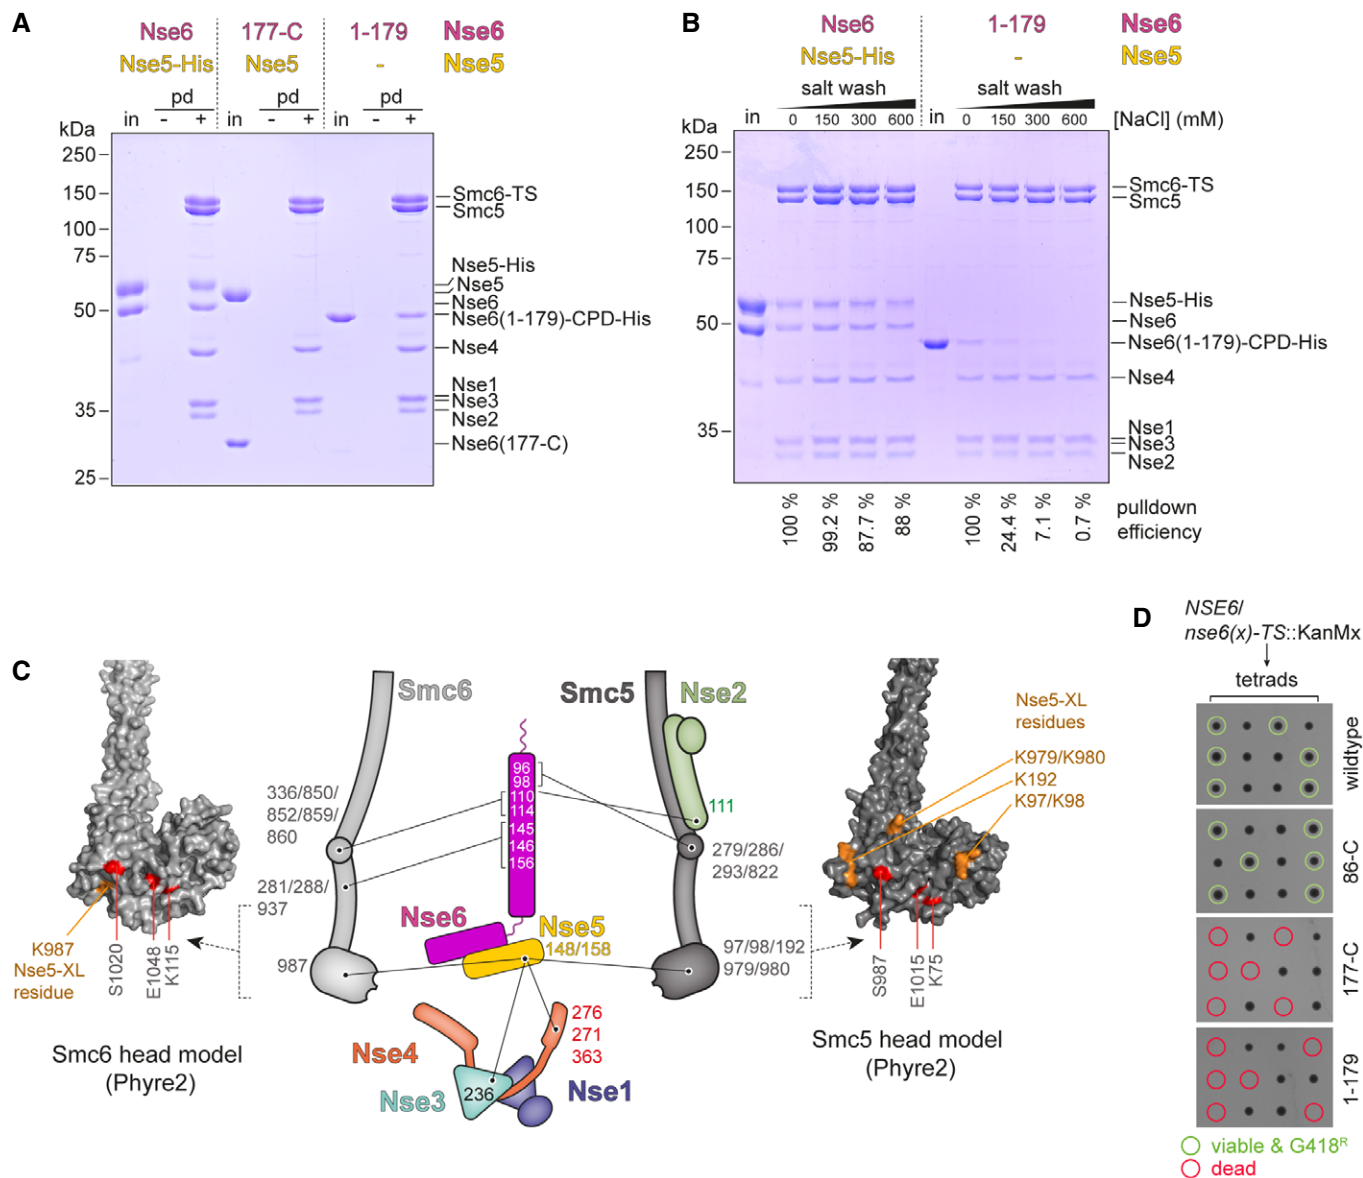 A
Nse6 177-C 1-179 Nse6
Nse5-His Nse5 - Nse5
pd pd pd
in - + in - + in - +
kDa
250
150
100
75
50
35
25
Smc6-TS
Smc5
Nse5-His
Nse5
Nse6
Nse6(1-179)-CPD-His
Nse4
Nse1
Nse3
Nse2
Nse6(177-C)
B
Nse6 1-179 Nse6
Nse5-His - Nse5
salt wash salt wash
in 0 150 300 600 in 0 150 300 600 [NaCl] (mM)
kDa
250
150
100
75
50
35
Smc6-TS
Smc5
Nse5-His
Nse6
Nse6(1-179)-CPD-His
Nse4
Nse1
Nse3
Nse2
100 % 99.2 % 87.7 % 88 % 100 % 24.4 % 7.1 % 0.7 %
pulldown
efficiency
C
K987
Nse5-XL
residue
S1020
E1048
K115
Smc6 head model
(Phyre2)
Smc6
336/850/
852/859/
860
281/288/
937
987
96
98
110
114
145
146
156
Nse6
Nse5
148/158
Nse4
Nse3
236
Nse1
276
271
363
Smc5
Nse2
111
279/286/
293/822
97/98/192
979/980
Nse5-XL
residues
K979/K980
K192
K97/K98
S987
E1015
K75
Smc5 head model
(Phyre2)
D
NSE6/
nse6(x)-TS::KanMx
tetrads
wildtype
86-C
177-C
1-179
viable & G418ᴿ
dead